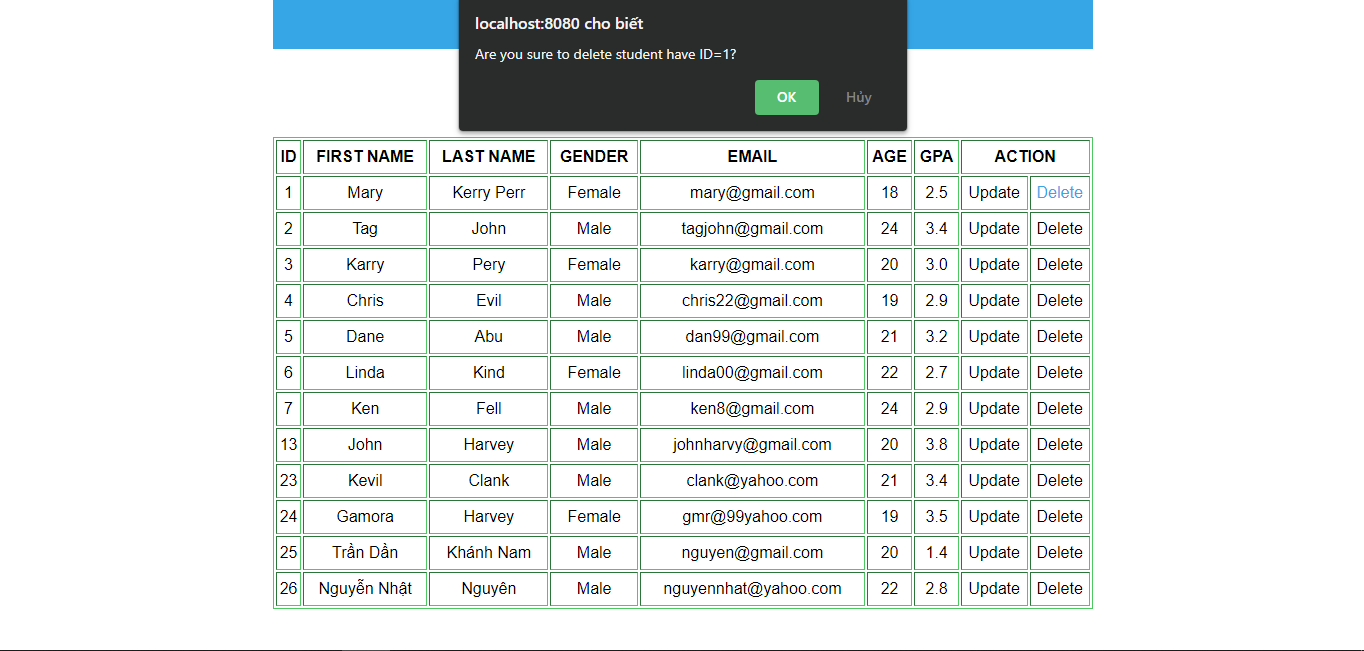 localhost:8080 cho biết
Are you sure to delete student have ID=1?
OK Hủy
ID FIRST NAME LAST NAME GENDER EMAIL AGE GPA ACTION
1 Mary Kerry Perr Female mary@gmail.com 18 2.5 Update Delete
2 Tag John Male tagjohn@gmail.com 24 3.4 Update Delete
3 Karry Pery Female karry@gmail.com 20 3.0 Update Delete
4 Chris Evil Male chris22@gmail.com 19 2.9 Update Delete
5 Dane Abu Male dan99@gmail.com 21 3.2 Update Delete
6 Linda Kind Female linda00@gmail.com 22 2.7 Update Delete
7 Ken Fell Male ken8@gmail.com 24 2.9 Update Delete
13 John Harvey Male johnharvy@gmail.com 20 3.8 Update Delete
23 Kevil Clank Male clank@yahoo.com 21 3.4 Update Delete
24 Gamora Harvey Female gmr@99yahoo.com 19 3.5 Update Delete
25 Trần Dần Khánh Nam Male nguyen@gmail.com 20 1.4 Update Delete
26 Nguyễn Nhật Nguyên Male nguyennhat@yahoo.com 22 2.8 Update Delete